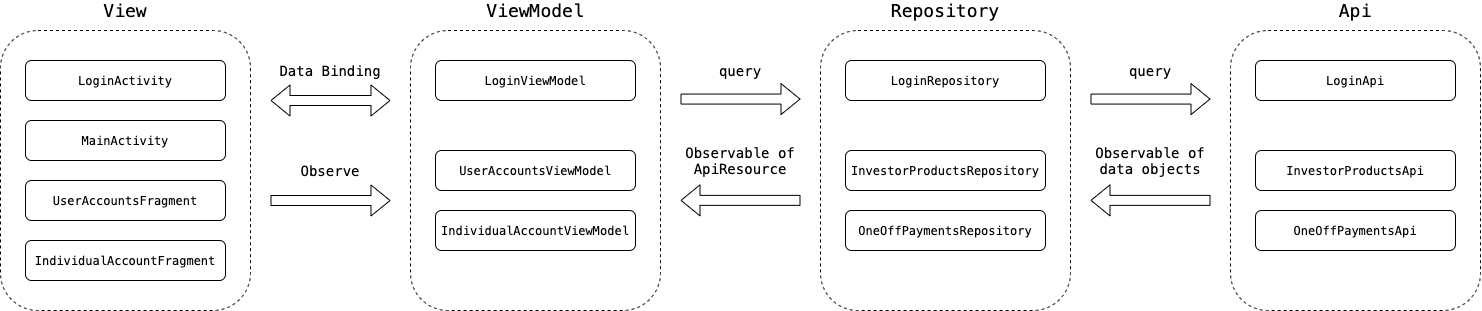 View
ViewModel
Repository
Api
LoginActivity
MainActivity
UserAccountsFragment
IndividualAccountFragment
Data Binding
Observe
LoginViewModel
UserAccountsViewModel
IndividualAccountViewModel
query
Observable of
ApiResource
LoginRepository
InvestorProductsRepository
OneOffPaymentsRepository
query
Observable of
data objects
LoginApi
InvestorProductsApi
OneOffPaymentsApi